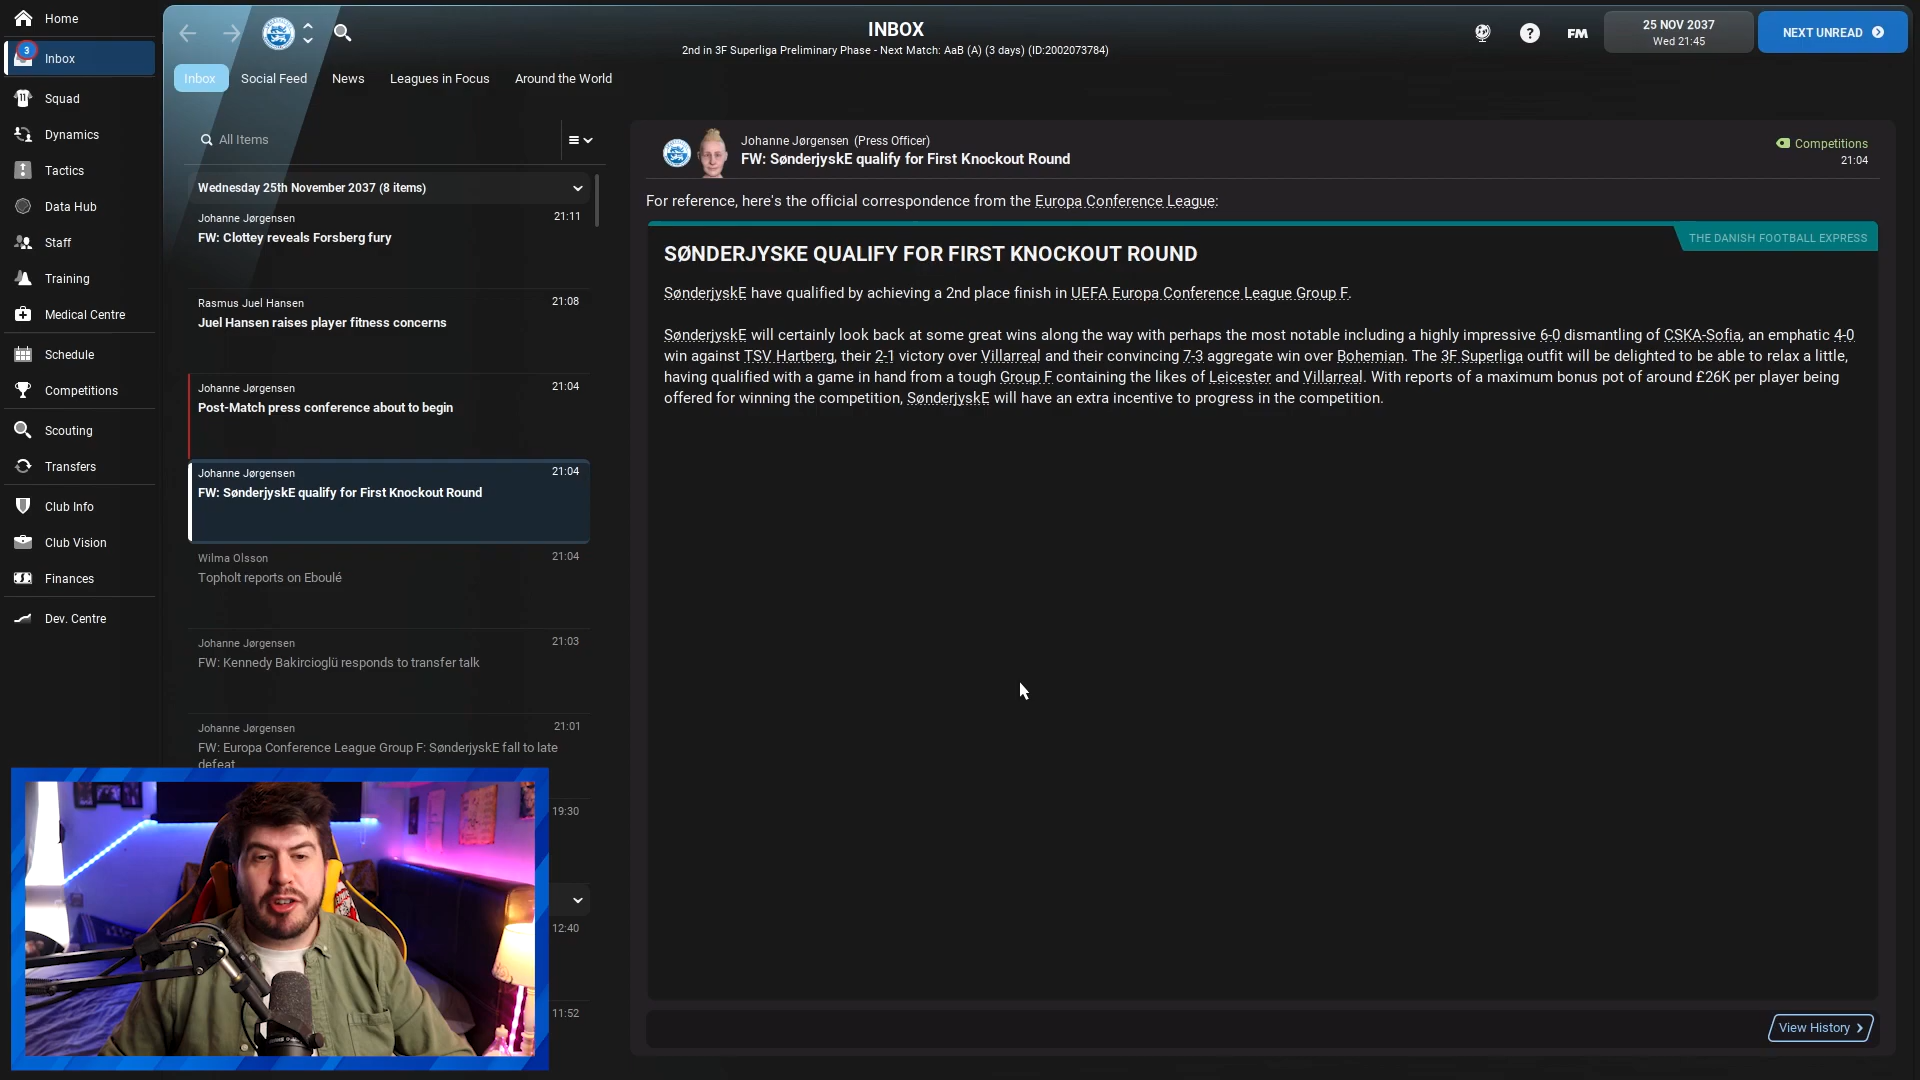 Home
3
Inbox
Squad
Dynamics
Tactics
Data Hub
Staff
Training
Medical Centre
Schedule
Competitions
Scouting
Transfers
Club Info
Club Vision
Finances
Dev. Centre
INBOX
2nd in 3F Superliga Preliminary Phase - Next Match: AaB (A) (3 days) (ID:2002073784)
FM
25 NOV 2037
Wed 21:45
NEXT UNREAD
Inbox
Social Feed
News
Leagues in Focus
Around the World
All Items
Wednesday 25th November 2037 (8 items)
Johanne Jørgensen 21:11
FW: Clottey reveals Forsberg fury
Rasmus Juel Hansen 21:08
Juel Hansen raises player fitness concerns
Johanne Jørgensen 21:04
Post-Match press conference about to begin
Johanne Jørgensen 21:04
FW: SønderjyskE qualify for First Knockout Round
Wilma Olsson 21:04
Topholt reports on Eboulé
Johanne Jørgensen 21:03
FW: Kennedy Bakircioglü responds to transfer talk
Johanne Jørgensen 21:01
FW: Europa Conference League Group F: SønderjyskE fall to late
defeat
19:30
12:40
11:52
Johanne Jørgensen (Press Officer)
FW: SønderjyskE qualify for First Knockout Round
Competitions
21:04
For reference, here's the official correspondence from the Europa Conference League:
THE DANISH FOOTBALL EXPRESS
SØNDERJYSKE QUALIFY FOR FIRST KNOCKOUT ROUND
SønderjyskE have qualified by achieving a 2nd place finish in UEFA Europa Conference League Group F.
SønderjyskE will certainly look back at some great wins along the way with perhaps the most notable including a highly impressive 6-0 dismantling of CSKA-Sofia, an emphatic 4-0
win against TSV Hartberg, their 2-1 victory over Villarreal and their convincing 7-3 aggregate win over Bohemian. The 3F Superliga outfit will be delighted to be able to relax a little,
having qualified with a game in hand from a tough Group F containing the likes of Leicester and Villarreal. With reports of a maximum bonus pot of around £26K per player being
offered for winning the competition, SønderjyskE will have an extra incentive to progress in the competition.
View History